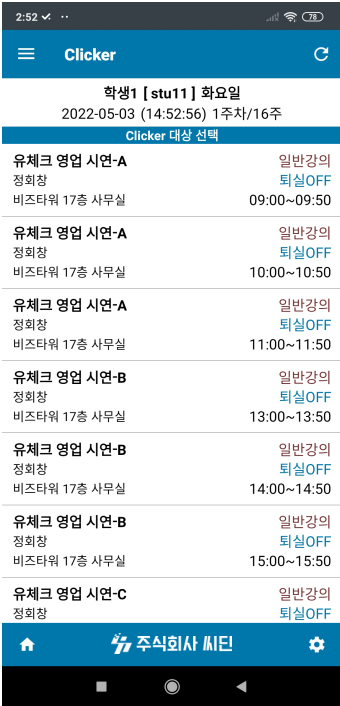 2:52
78
Clicker
학생1 [ stu11 ] 화요일
2022-05-03 (14:52:56) 1주차/16주
Clicker 대상 선택
유체크 영업 시연-A 일반강의
정회창 퇴실OFF
비즈타워 17층 사무실 09:00~09:50
유체크 영업 시연-A 일반강의
정회창 퇴실OFF
비즈타워 17층 사무실 10:00~10:50
유체크 영업 시연-A 일반강의
정회창 퇴실OFF
비즈타워 17층 사무실 11:00~11:50
유체크 영업 시연-B 일반강의
정회창 퇴실OFF
비즈타워 17층 사무실 13:00~13:50
유체크 영업 시연-B 일반강의
정회창 퇴실OFF
비즈타워 17층 사무실 14:00~14:50
유체크 영업 시연-B 일반강의
정회창 퇴실OFF
비즈타워 17층 사무실 15:00~15:50
유체크 영업 시연-C 일반강의
정회창 퇴실OFF
주식회사 씨딘